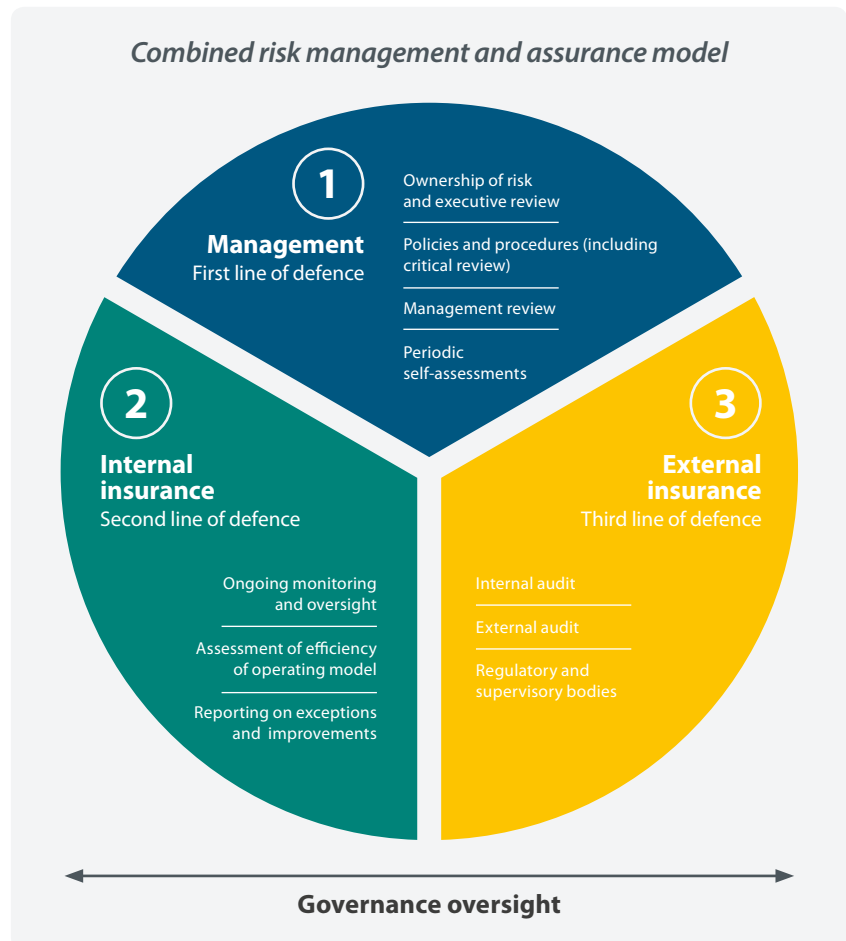 Combined risk management and assurance model
1
Management
First line of defence
Ownership of risk
and executive review
Policies and procedures (including
critical review)
Management review
Periodic
self-assessments
2
Internal
insurance
Second line of defence
Ongoing monitoring
and oversight
Assessment of efficiency
of operating model
Reporting on exceptions
and improvements
3
External
insurance
Third line of defence
Internal audit
External audit
Regulatory and
supervisory bodies
Governance oversight